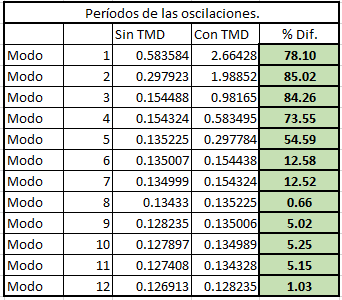 Períodos de las oscilaciones.
Sin TMD Con TMD % Dif.
Modo 1 0.583584 2.66428 78.10
Modo 2 0.297923 1.98852 85.02
Modo 3 0.154488 0.98165 84.26
Modo 4 0.154324 0.583495 73.55
Modo 5 0.135225 0.297784 54.59
Modo 6 0.135007 0.154438 12.58
Modo 7 0.134999 0.154324 12.52
Modo 8 0.13433 0.135225 0.66
Modo 9 0.128235 0.135006 5.02
Modo 10 0.127897 0.134989 5.25
Modo 11 0.127408 0.134328 5.15
Modo 12 0.126913 0.128235 1.03